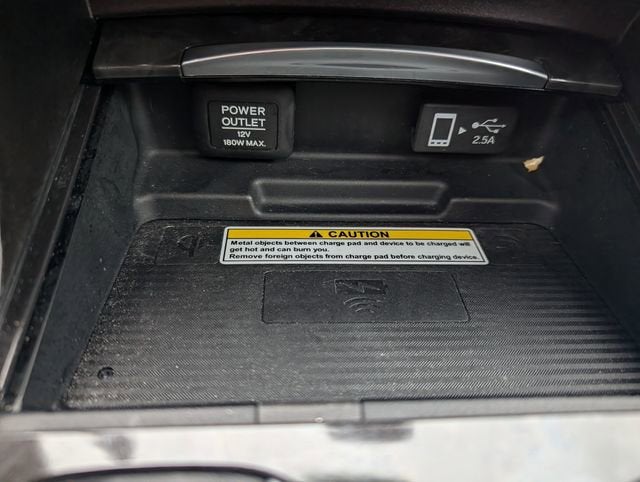 POWER
OUTLET
12V
180W MAX.
2.5A
CAUTION
Metal objects between charge pad and device to be charged will
get hot and can burn you.
Remove foreign objects from charge pad before charging device.